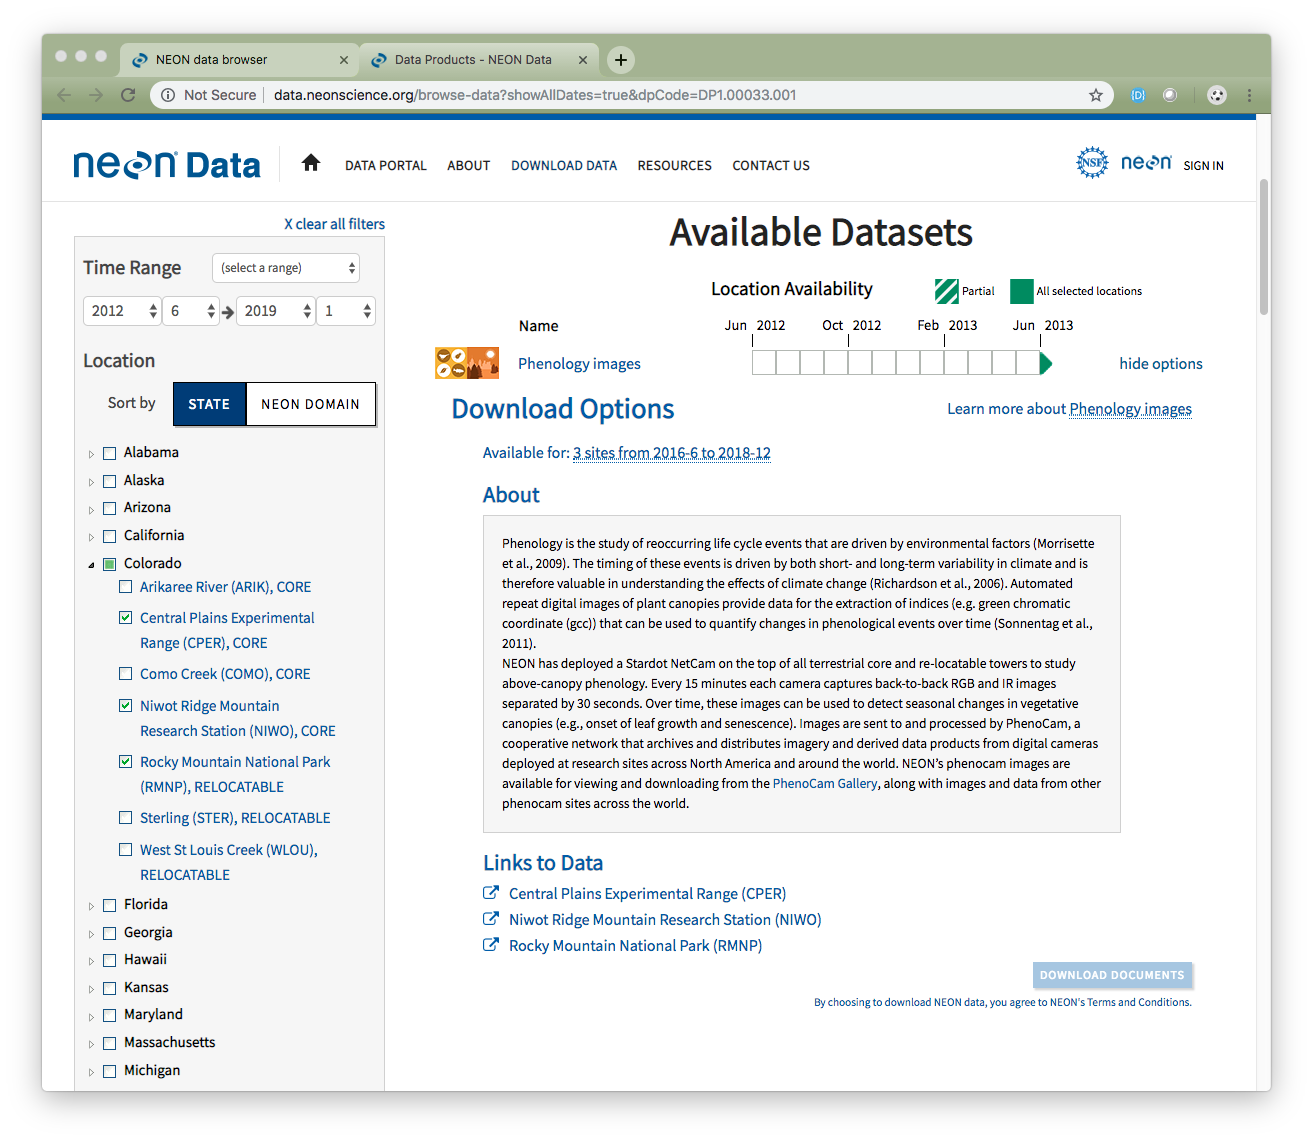 NEON data browser
Data Products - NEON Data
Not Secure
data.neonscience.org/browse-data?showAllDates=true&dpCode=DP1.00033.001
neon Data
DATA PORTAL
ABOUT
DOWNLOAD DATA
RESOURCES
CONTACT US
NSF
neon
SIGN IN
X clear all filters
Time Range
(select a range)
2012
6
2019
1
Location
Sort by
STATE
NEON DOMAIN
Alabama
Alaska
Arizona
California
Colorado
Arikaree River (ARIK), CORE
Central Plains Experimental
Range (CPER), CORE
Como Creek (COMO), CORE
Niwot Ridge Mountain
Research Station (NIWO), CORE
Rocky Mountain National Park
(RMNP), RELOCATABLE
Sterling (STER), RELOCATABLE
West St Louis Creek (WLOU),
RELOCATABLE
Florida
Georgia
Hawaii
Kansas
Maryland
Massachusetts
Michigan
Available Datasets
Location Availability
Partial
All selected locations
Name
Jun 2012
Oct 2012
Feb 2013
Jun 2013
Phenology images
hide options
Download Options
Learn more about Phenology images
Available for: 3 sites from 2016-6 to 2018-12
About
Phenology is the study of reoccurring life cycle events that are driven by environmental factors (Morrisette
et al., 2009). The timing of these events is driven by both short- and long-term variability in climate and is
therefore valuable in understanding the effects of climate change (Richardson et al., 2006). Automated
repeat digital images of plant canopies provide data for the extraction of indices (e.g. green chromatic
coordinate (gcc)) that can be used to quantify changes in phenological events over time (Sonnentag et al.,
2011).
NEON has deployed a Stardot NetCam on the top of all terrestrial core and re-locatable towers to study
above-canopy phenology. Every 15 minutes each camera captures back-to-back RGB and IR images
separated by 30 seconds. Over time, these images can be used to detect seasonal changes in vegetative
canopies (e.g., onset of leaf growth and senescence). Images are sent to and processed by PhenoCam, a
cooperative network that archives and distributes imagery and derived data products from digital cameras
deployed at research sites across North America and around the world. NEON's phenocam images are
available for viewing and downloading from the PhenoCam Gallery, along with images and data from other
phenocam sites across the world.
Links to Data
Central Plains Experimental Range (CPER)
Niwot Ridge Mountain Research Station (NIWO)
Rocky Mountain National Park (RMNP)
DOWNLOAD DOCUMENTS
By choosing to download NEON data, you agree to NEON's Terms and Conditions.